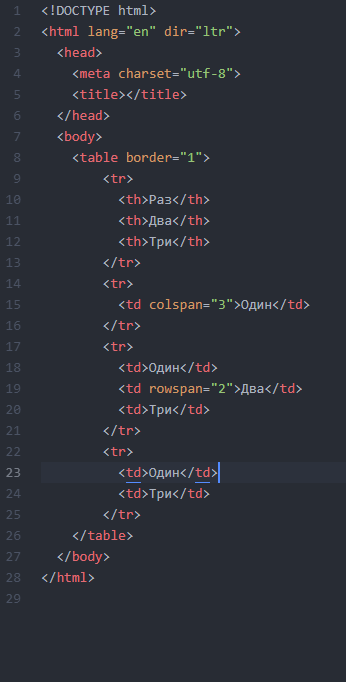 1 <!DOCTYPE html>
2 <html lang="en" dir="ltr">
3 <head>
4 <meta charset="utf-8">
5 <title></title>
6 </head>
7 <body>
8 <table border="1">
9 <tr>
10 <th>Раз</th>
11 <th>Два</th>
12 <th>Три</th>
13 </tr>
14 <tr>
15 <td colspan="3">Один</td>
16 </tr>
17 <tr>
18 <td>Один</td>
19 <td rowspan="2">Два</td>
20 <td>Три</td>
21 </tr>
22 <tr>
23 <td>Один</td>
24 <td>Три</td>
25 </tr>
26 </table>
27 </body>
28 </html>
29